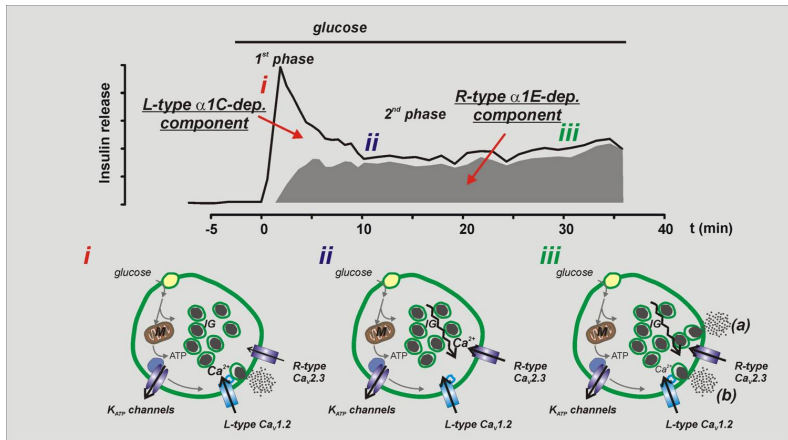 glucose
1st phase
i
L-type α1C-dep.
component
2nd phase
R-type α1E-dep.
component
ii
iii
Insulin release
-5 0 5 10 20 30 40 t (min)
i
glucose
IG
M
ATP
Ca2+
R-type
Cav2.3
KATP channels
L-type Cav1.2
ii
glucose
IG
M
Ca2+
ATP
R-type
Cav2.3
KATP channels
L-type Cav1.2
iii
glucose
IG
(a)
M
ATP
Ca2+
R-type
Cav2.3
(b)
KATP channels
L-type Cav1.2